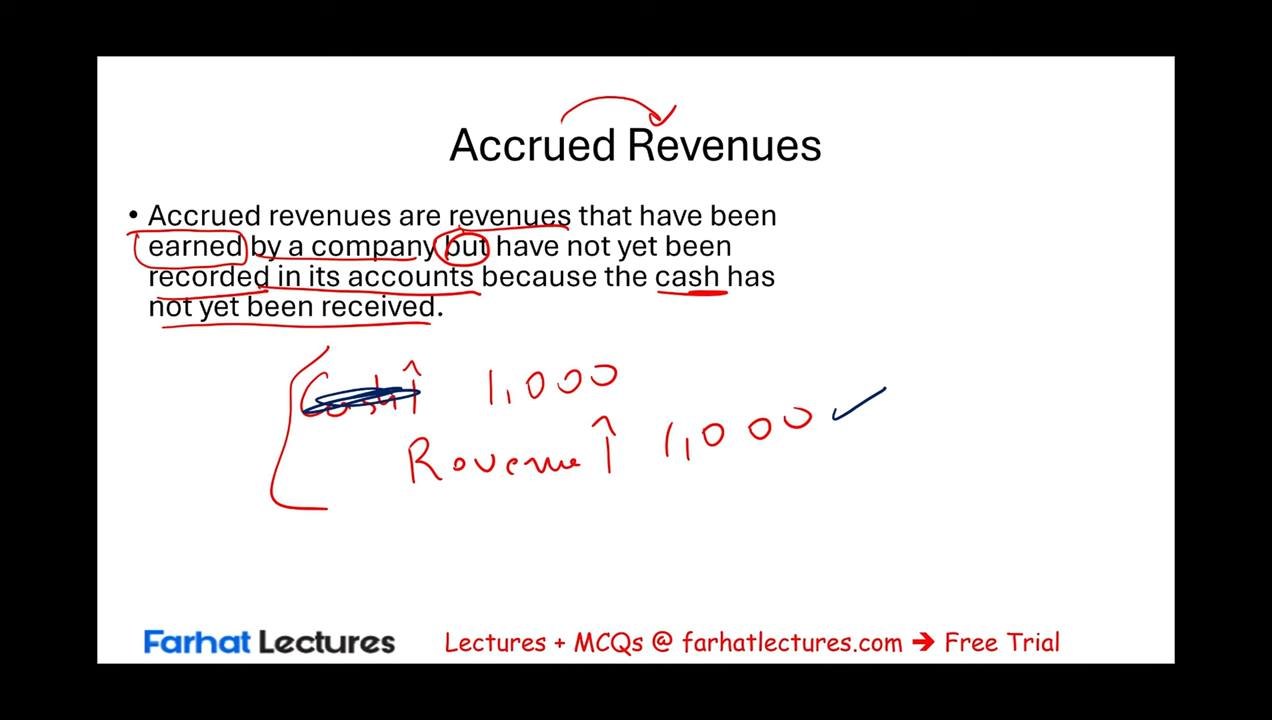 Accrued Revenues
• Accrued revenues are revenues that have been
earned by a company but have not yet been
recorded in its accounts because the cash has
not yet been received.
Cash ↑ 1,000
Revenue ↑ 1,000 ✓
Farhat Lectures
Lectures + MCQs @ farhatlectures.com ➔ Free Trial